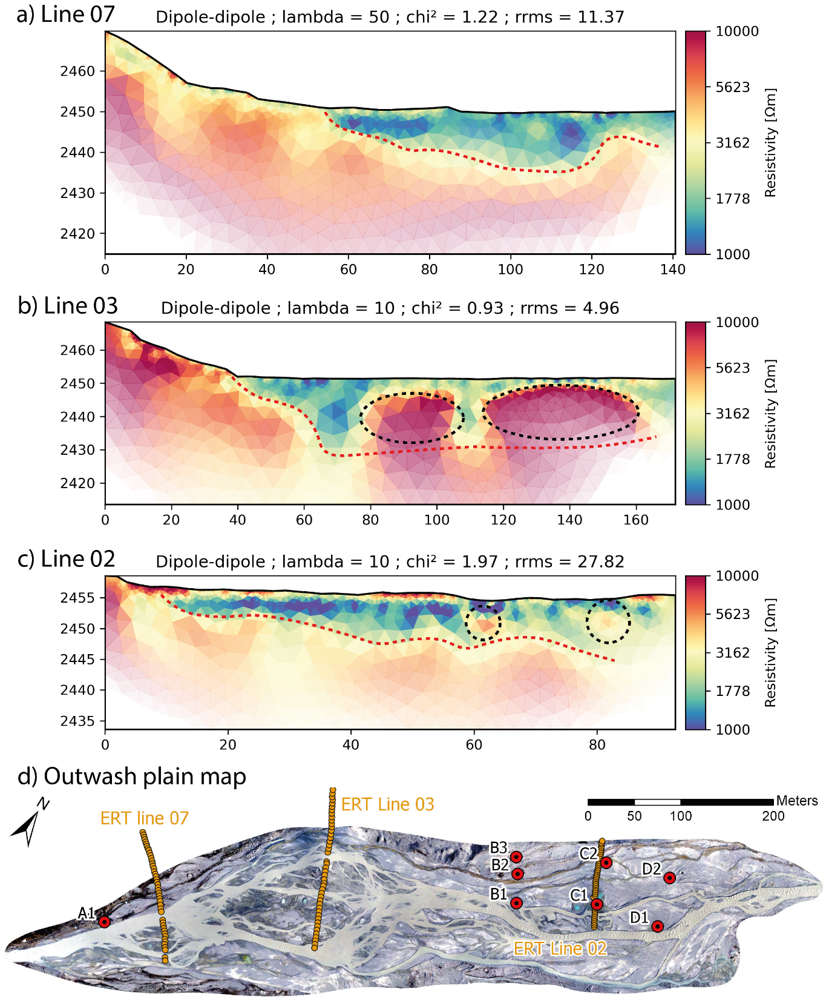 a) Line 07
Dipole-dipole ; lambda = 50 ; chi² = 1.22 ; rrms = 11.37
2460
2450
2440
2430
2420
0 20 40 60 80 100 120 140
10000
5623
3162
1778
1000
Resistivity [Ωm]
b) Line 03
Dipole-dipole ; lambda = 10 ; chi² = 0.93 ; rrms = 4.96
2460
2450
2440
2430
2420
0 20 40 60 80 100 120 140 160
10000
5623
3162
1778
1000
Resistivity [Ωm]
c) Line 02
Dipole-dipole ; lambda = 10 ; chi² = 1.97 ; rrms = 27.82
2455
2450
2445
2440
2435
0 20 40 60 80
10000
5623
3162
1778
1000
Resistivity [Ωm]
d) Outwash plain map
N
ERT line 07
ERT Line 03
Meters
0 50 100 200
B3
B2
C2
D2
B1
C1
A1
D1
ERT Line 02